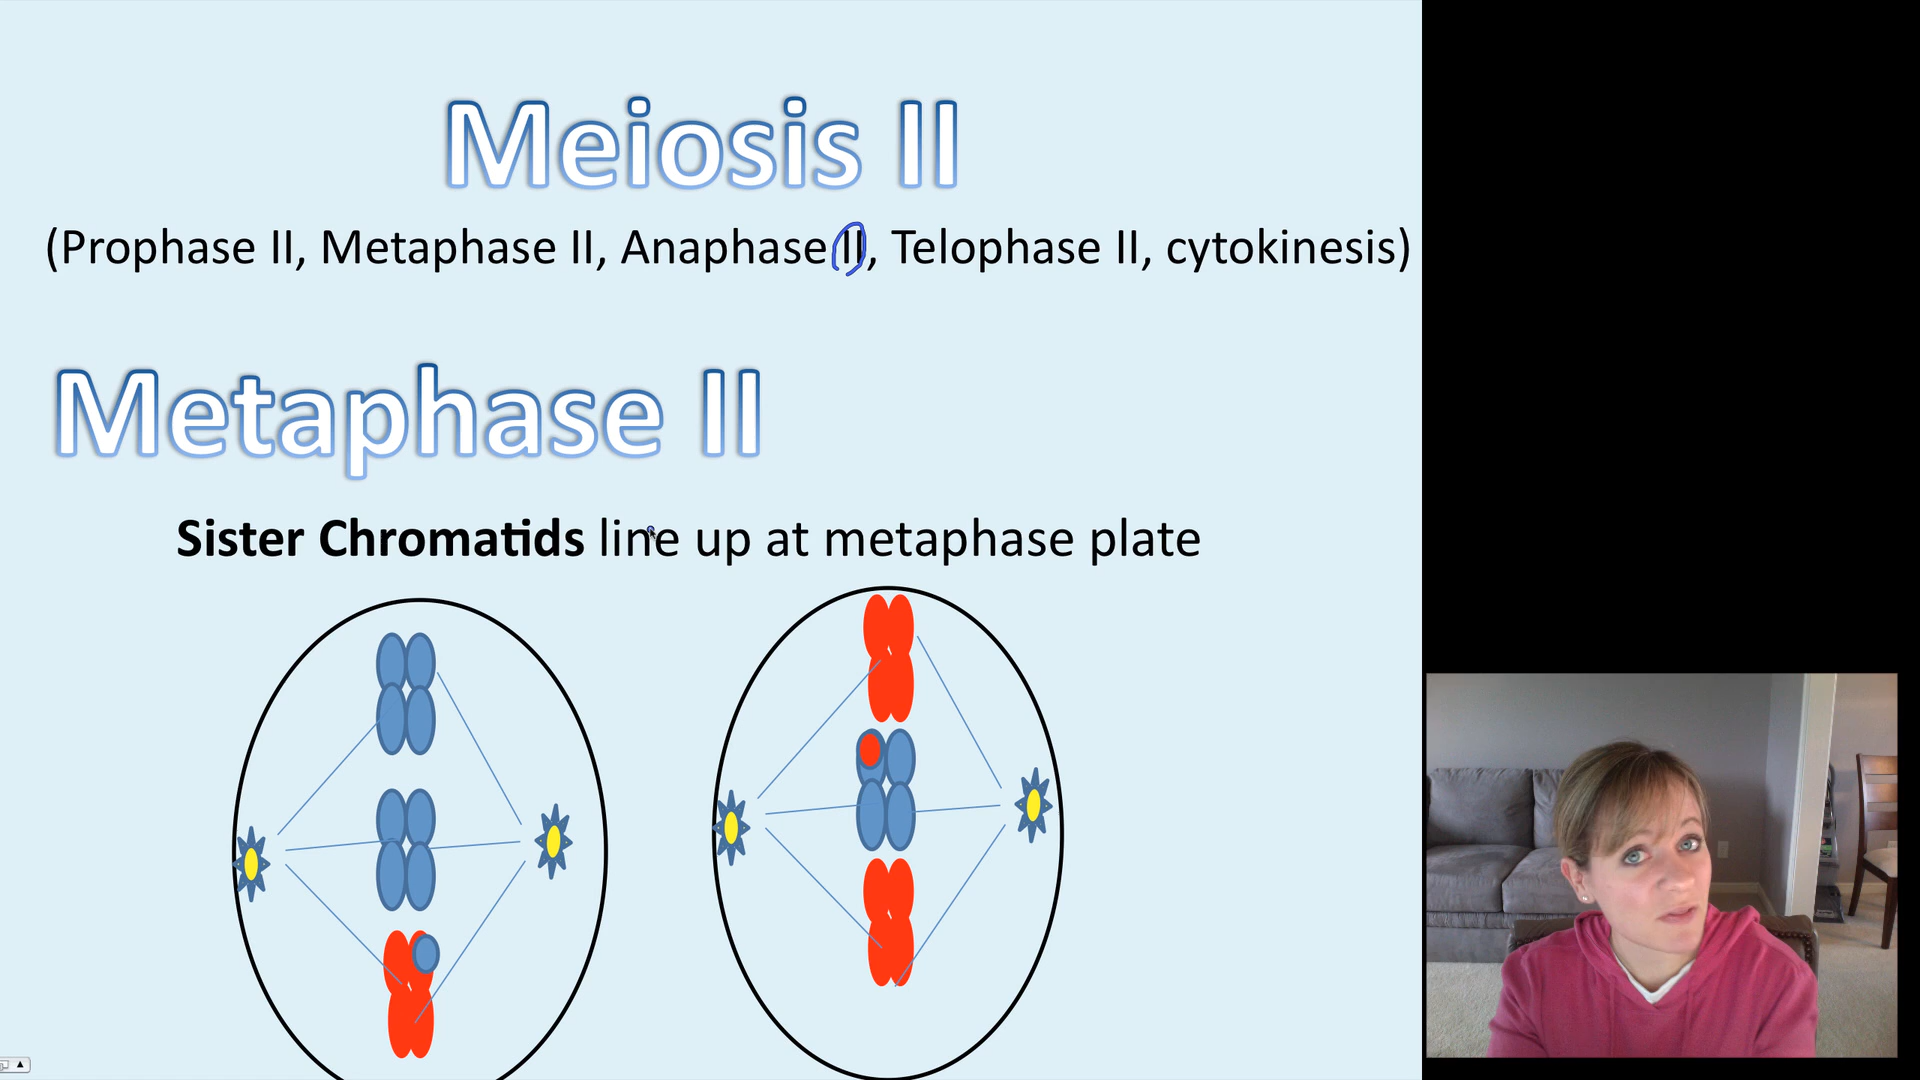 Meiosis II
(Prophase II, Metaphase II, Anaphase II, Telophase II, cytokinesis)
Metaphase II
Sister Chromatids line up at metaphase plate